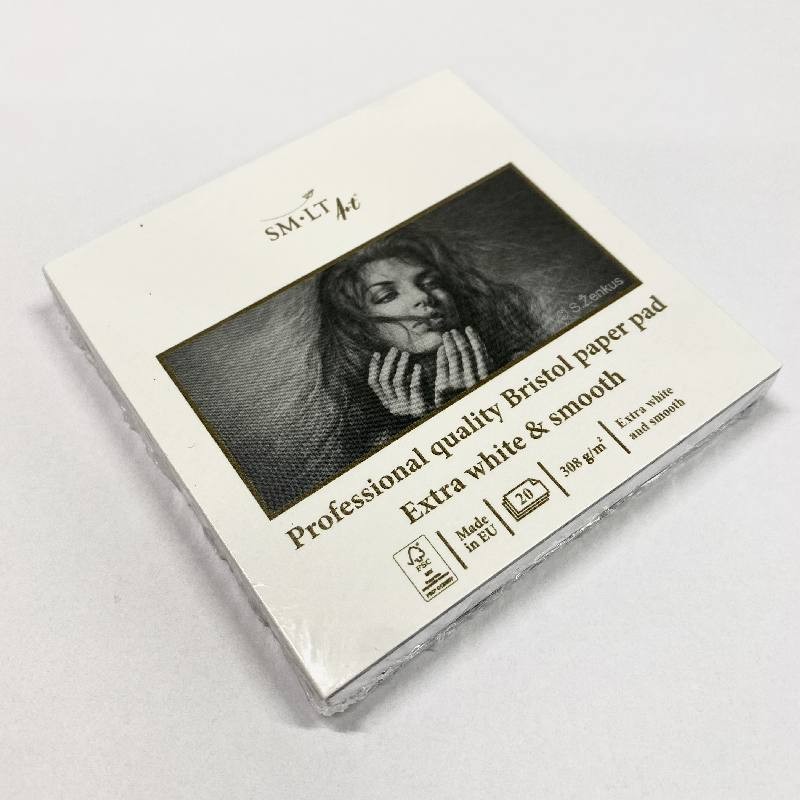 SM·LT Art
© S.Ženkus
Professional quality Bristol paper pad
Extra white & smooth
FSC
Made
in EU
20
308 g/m²
Extra white
and smooth